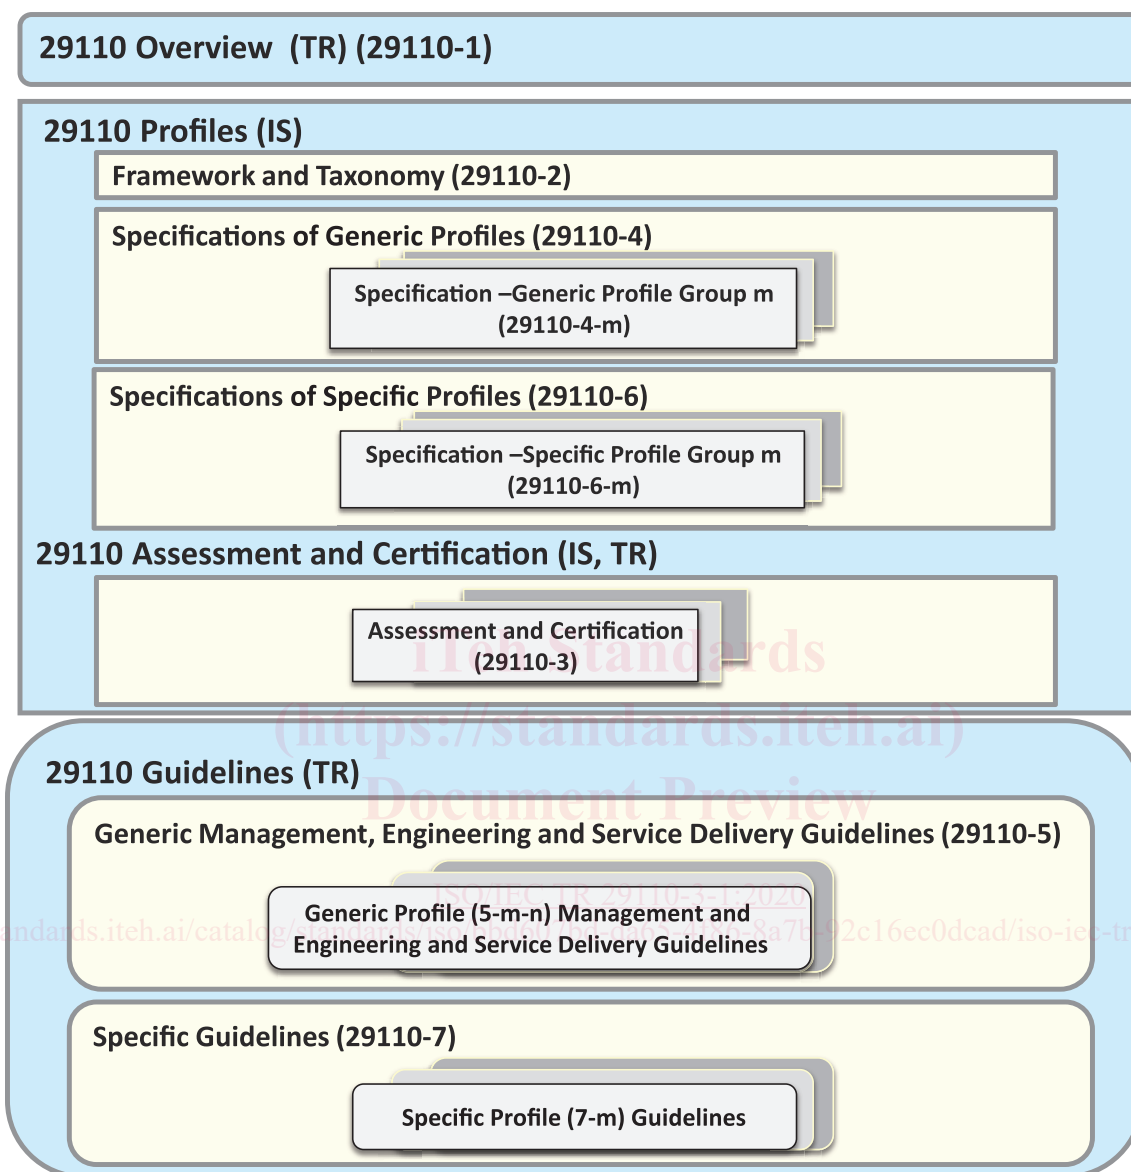 29110 Overview (TR) (29110-1)
29110 Profiles (IS)
Framework and Taxonomy (29110-2)
Specifications of Generic Profiles (29110-4)
Specification –Generic Profile Group m
(29110-4-m)
Specifications of Specific Profiles (29110-6)
Specification –Specific Profile Group m
(29110-6-m)
29110 Assessment and Certification (IS, TR)
Assessment and Certification
(29110-3)
iTeh Standards
(https://standards.iteh.ai)
29110 Guidelines (TR)
Document Preview
Generic Management, Engineering and Service Delivery Guidelines (29110-5)
ISO/IEC TR 29110-3-1:2020
Generic Profile (5-m-n) Management and
Engineering and Service Delivery Guidelines
Specific Guidelines (29110-7)
Specific Profile (7-m) Guidelines